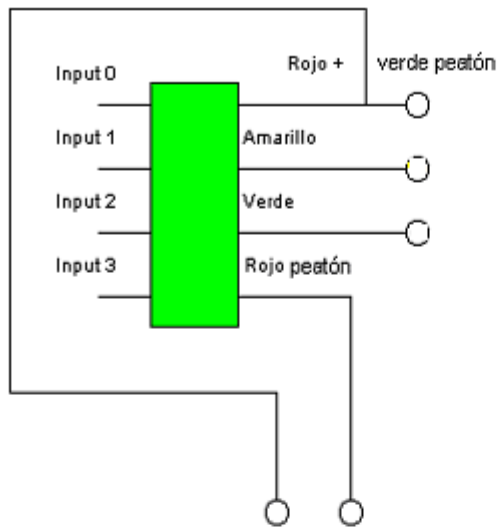 Rojo + verde peatón
Input 0
Input 1 Amarillo
Input 2 Verde
Input 3 Rojo peatón